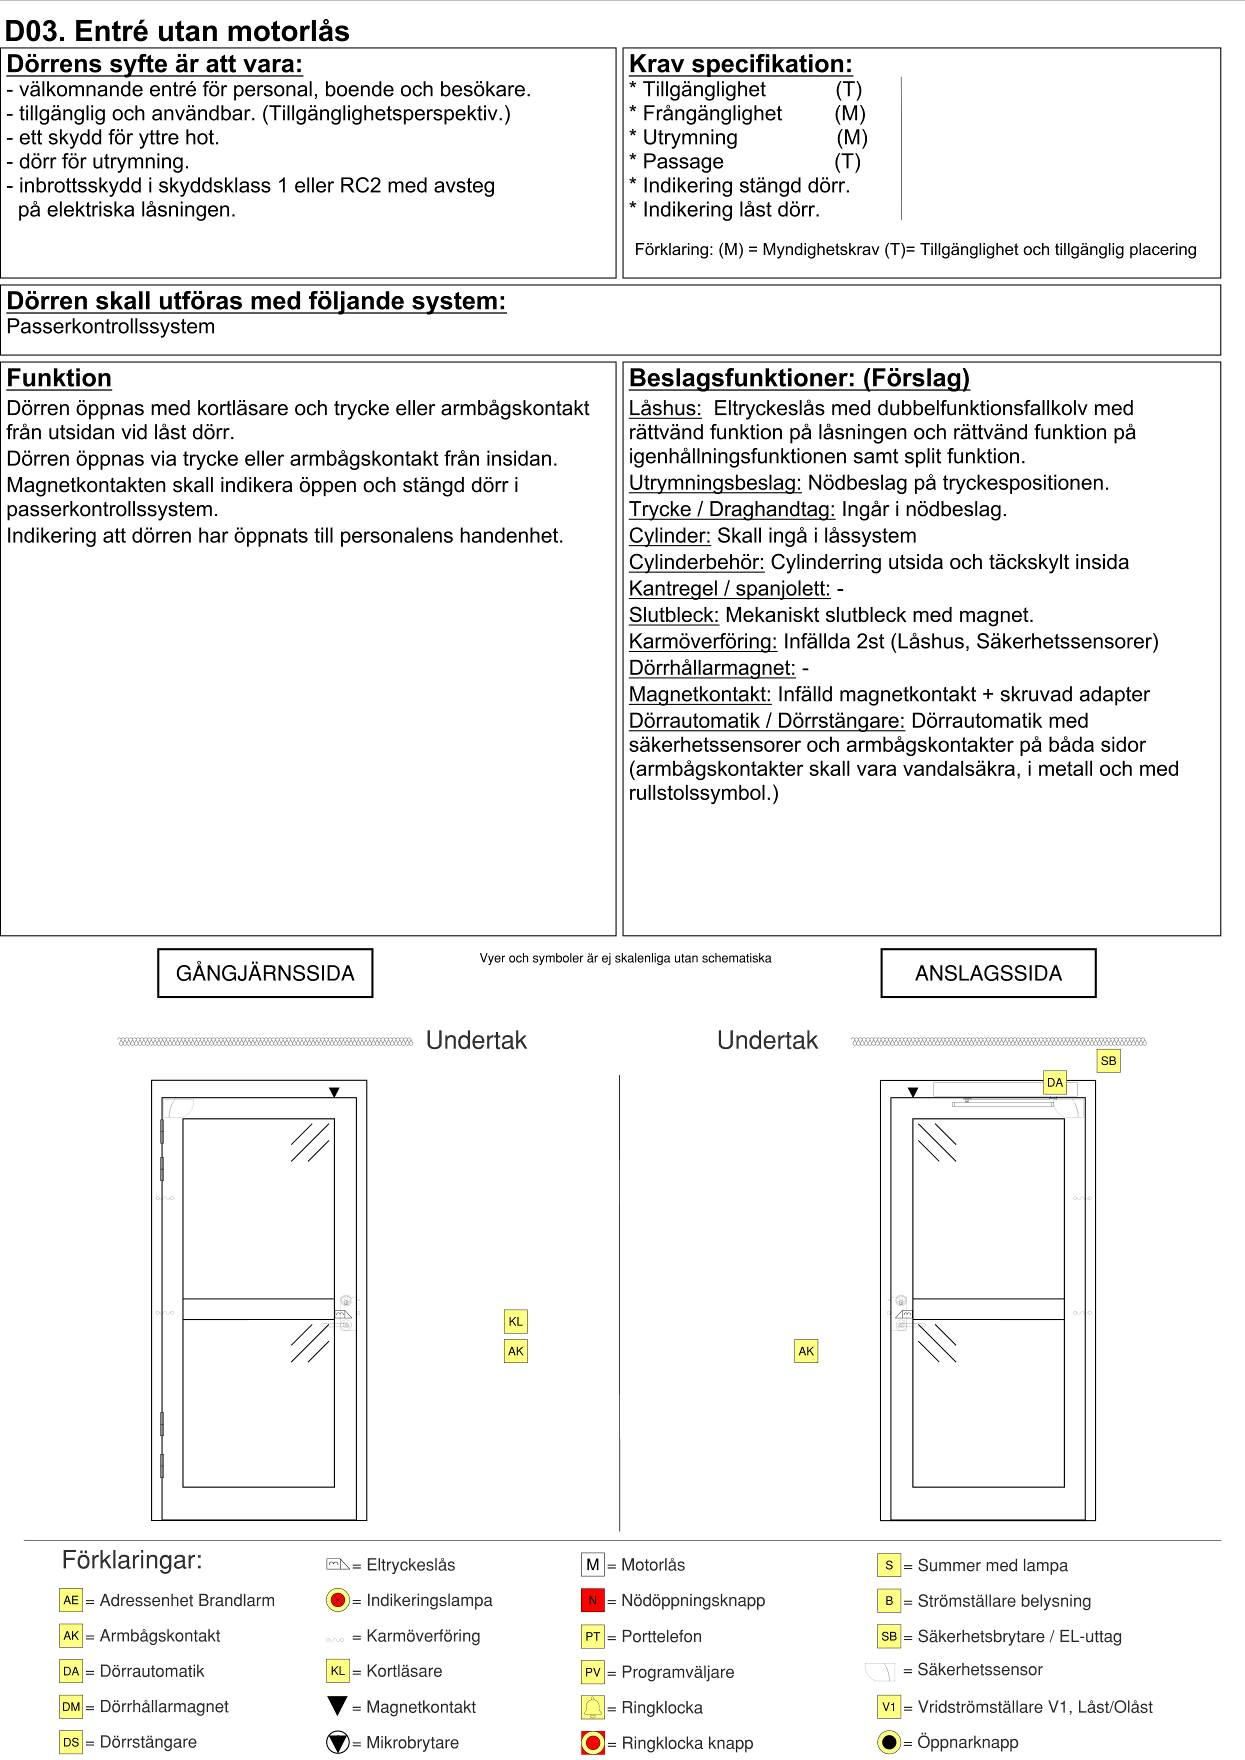 D03. Entré utan motorlås
Dörrens syfte är att vara:
- välkomnande entré för personal, boende och besökare.
- tillgänglig och användbar. (Tillgänglighetsperspektiv.)
- ett skydd för yttre hot.
- dörr för utrymning.
- inbrottsskydd i skyddsklass 1 eller RC2 med avsteg
på elektriska låsningen.
Krav specifikation:
* Tillgänglighet (T)
* Frångänglighet (M)
* Utrymning (M)
* Passage (T)
* Indikering stängd dörr.
* Indikering låst dörr.
Förklaring: (M) = Myndighetskrav (T)= Tillgänglighet och tillgänglig placering
Dörren skall utföras med följande system:
Passerkontrollssystem
Funktion
Dörren öppnas med kortläsare och trycke eller armbågskontakt
från utsidan vid låst dörr.
Dörren öppnas via trycke eller armbågskontakt från insidan.
Magnetkontakten skall indikera öppen och stängd dörr i
passerkontrollssystem.
Indikering att dörren har öppnats till personalens handenhet.
Beslagsfunktioner: (Förslag)
Låshus: Eltryckeslås med dubbelfunktionsfallkolv med
rättvänd funktion på låsningen och rättvänd funktion på
igenhållningsfunktionen samt split funktion.
Utrymningsbeslag: Nödbeslag på tryckespositionen.
Trycke / Draghandtag: Ingår i nödbeslag.
Cylinder: Skall ingå i låssystem
Cylinderbehör: Cylinderring utsida och täckskylt insida
Kantregel / spanjolett: -
Slutbleck: Mekaniskt slutbleck med magnet.
Karmöverföring: Infällda 2st (Låshus, Säkerhetssensorer)
Dörrhållarmagnet: -
Magnetkontakt: Infälld magnetkontakt + skruvad adapter
Dörrautomatik / Dörrstängare: Dörrautomatik med
säkerhetssensorer och armbågskontakter på båda sidor
(armbågskontakter skall vara vandalsäkra, i metall och med
rullstolssymbol.)
GÅNGJÄRNSSIDA
Vyer och symboler är ej skalenliga utan schematiska
ANSLAGSSIDA
Undertak
Undertak
SB
DA
KL
AK
AK
Förklaringar:
AE = Adressenhet Brandlarm
AK = Armbågskontakt
DA = Dörrautomatik
DM = Dörrhållarmagnet
DS = Dörrstängare
= Eltryckeslås
= Indikeringslampa
= Karmöverföring
KL = Kortläsare
= Magnetkontakt
= Mikrobrytare
M = Motorlås
N = Nödöppningsknapp
PT = Porttelefon
PV = Programväljare
= Ringklocka
= Ringklocka knapp
S = Summer med lampa
B = Strömställare belysning
SB = Säkerhetsbrytare / EL-uttag
= Säkerhetssensor
V1 = Vridströmställare V1, Låst/Olåst
= Öppnarknapp